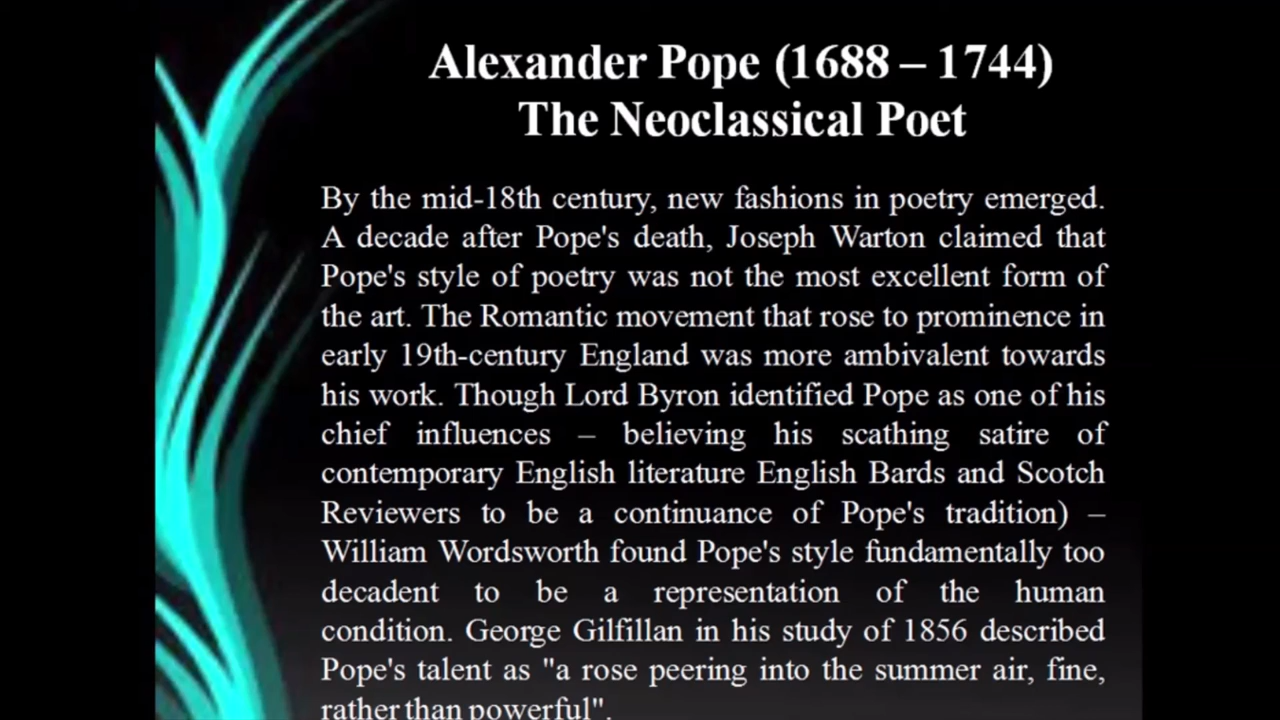 Alexander Pope (1688 – 1744)
The Neoclassical Poet
By the mid-18th century, new fashions in poetry emerged.
A decade after Pope's death, Joseph Warton claimed that
Pope's style of poetry was not the most excellent form of
the art. The Romantic movement that rose to prominence in
early 19th-century England was more ambivalent towards
his work. Though Lord Byron identified Pope as one of his
chief influences – believing his scathing satire of
contemporary English literature English Bards and Scotch
Reviewers to be a continuance of Pope's tradition) –
William Wordsworth found Pope's style fundamentally too
decadent to be a representation of the human
condition. George Gilfillan in his study of 1856 described
Pope's talent as "a rose peering into the summer air, fine,
rather than powerful".